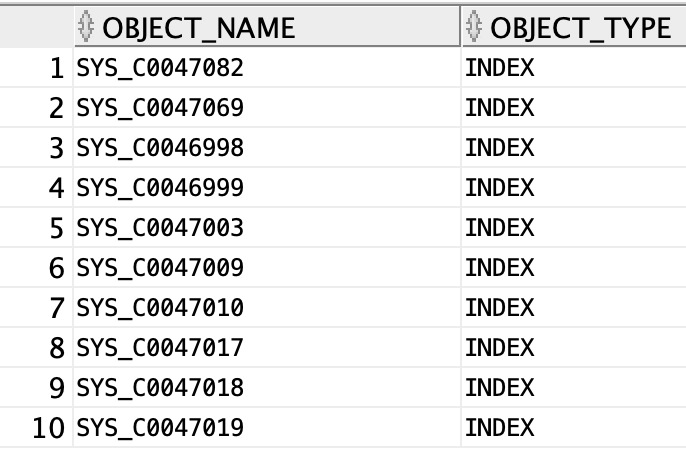 OBJECT_NAME OBJECT_TYPE
1 SYS_C0047082 INDEX
2 SYS_C0047069 INDEX
3 SYS_C0046998 INDEX
4 SYS_C0046999 INDEX
5 SYS_C0047003 INDEX
6 SYS_C0047009 INDEX
7 SYS_C0047010 INDEX
8 SYS_C0047017 INDEX
9 SYS_C0047018 INDEX
10 SYS_C0047019 INDEX